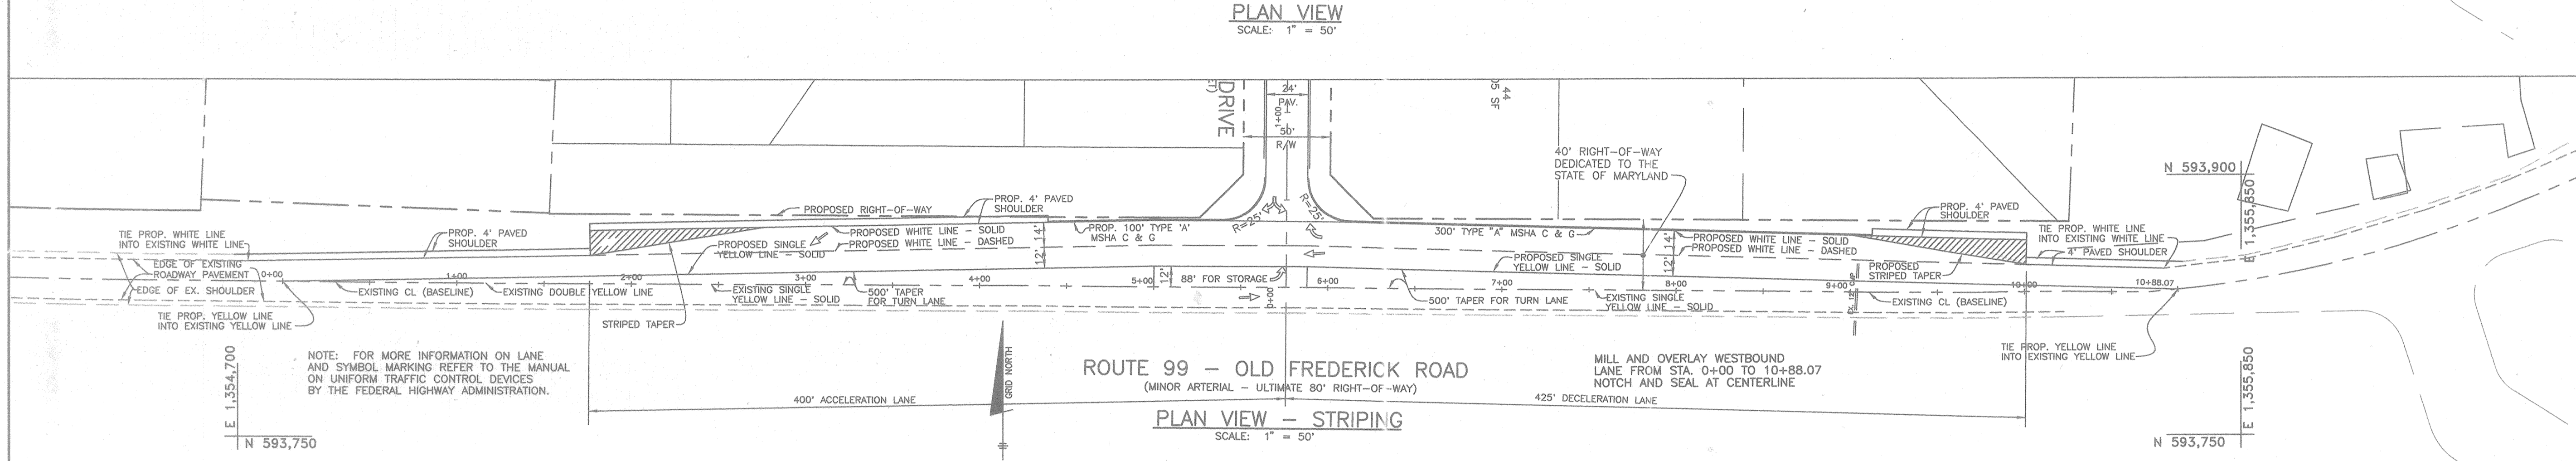 PLAN VIEW
SCALE: 1" = 50'
DRIVE
24'
PAV.
1+00
50'
R/W
44
05 SF
40' RIGHT-OF-WAY
DEDICATED TO THE
STATE OF MARYLAND
N 593,900
E 1,355,850
PROPOSED RIGHT-OF-WAY
PROP. 4' PAVED
SHOULDER
PROP. 4' PAVED
SHOULDER
TIE PROP. WHITE LINE
INTO EXISTING WHITE LINE
PROP. 4' PAVED
SHOULDER
PROPOSED SINGLE
YELLOW LINE - SOLID
PROPOSED WHITE LINE - SOLID
PROPOSED WHITE LINE - DASHED
12' 14'
PROP. 100' TYPE 'A'
MSHA C & G
R=25'
R=25'
300' TYPE "A" MSHA C & G
12' 14'
PROPOSED WHITE LINE - SOLID
PROPOSED WHITE LINE - DASHED
TIE PROP. WHITE LINE
INTO EXISTING WHITE LINE
4' PAVED SHOULDER
EDGE OF EXISTING
ROADWAY PAVEMENT
EDGE OF EX. SHOULDER
PROPOSED SINGLE
YELLOW LINE - SOLID
PROPOSED
STRIPED TAPER
0+00
1+00
2+00
3+00
4+00
5+00
12'
88' FOR STORAGE
0+00
6+00
7+00
8+00
9+00
10+00
10+88.07
EXISTING CL (BASELINE)
EXISTING DOUBLE YELLOW LINE
EXISTING SINGLE
YELLOW LINE - SOLID
500' TAPER
FOR TURN LANE
500' TAPER FOR TURN LANE
EXISTING SINGLE
YELLOW LINE - SOLID
EXISTING CL (BASELINE)
TIE PROP. YELLOW LINE
INTO EXISTING YELLOW LINE
STRIPED TAPER
TIE PROP. YELLOW LINE
INTO EXISTING YELLOW LINE
E 1,354,700
N 593,750
NOTE: FOR MORE INFORMATION ON LANE
AND SYMBOL MARKING REFER TO THE MANUAL
ON UNIFORM TRAFFIC CONTROL DEVICES
BY THE FEDERAL HIGHWAY ADMINISTRATION.
GRID NORTH
ROUTE 99 - OLD FREDERICK ROAD
(MINOR ARTERIAL - ULTIMATE 80' RIGHT-OF-WAY)
MILL AND OVERLAY WESTBOUND
LANE FROM STA. 0+00 TO 10+88.07
NOTCH AND SEAL AT CENTERLINE
400' ACCELERATION LANE
425' DECELERATION LANE
PLAN VIEW - STRIPING
SCALE: 1" = 50'
E 1,355,850
N 593,750